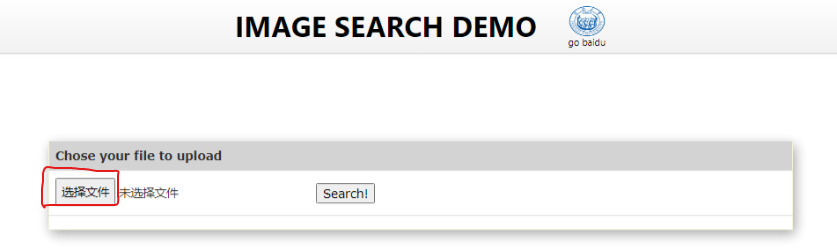 IMAGE SEARCH DEMO
go baidu
Chose your file to upload
选择文件 未选择文件 Search!